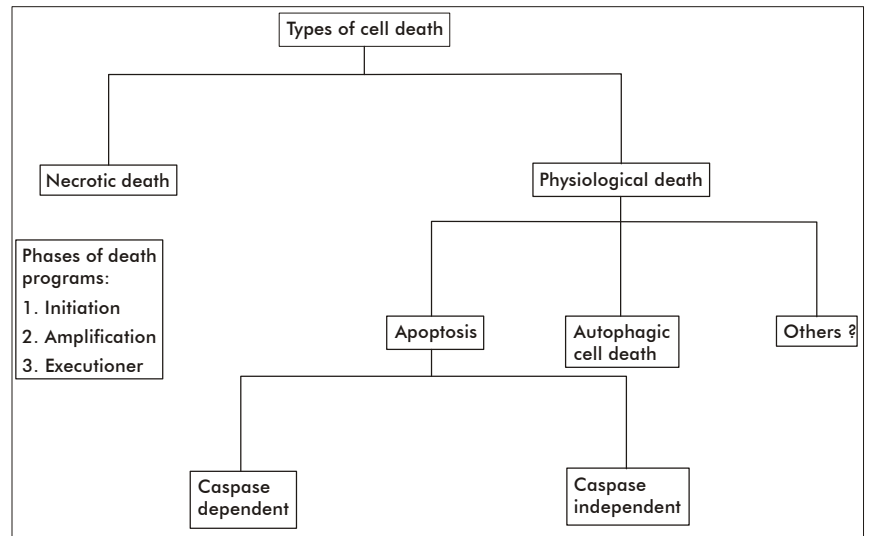 Types of cell death
Necrotic death
Physiological death
Phases of death
programs:
1. Initiation
2. Amplification
3. Executioner
Apoptosis
Autophagic
cell death
Others ?
Caspase
dependent
Caspase
independent